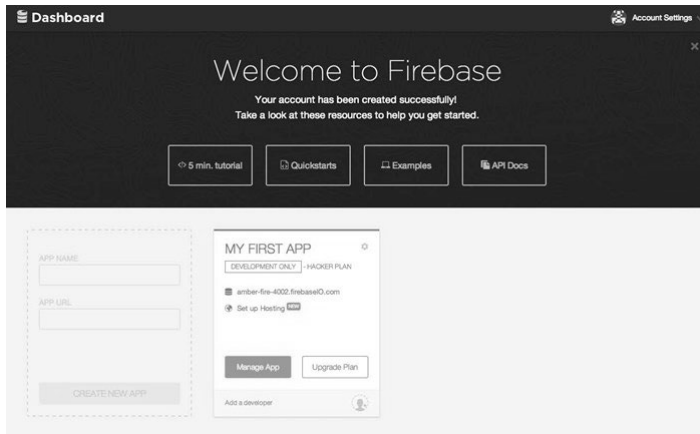 Dashboard
Account Settings
Welcome to Firebase
Your account has been created successfully!
Take a look at these resources to help you get started.
5 min. tutorial
Quickstarts
Examples
API Docs
APP NAME
APP URL
CREATE NEW APP
MY FIRST APP
DEVELOPMENT ONLY - HACKER PLAN
amber-fire-4002.firebaseIO.com
Set up Hosting NEW
Manage App
Upgrade Plan
Add a developer